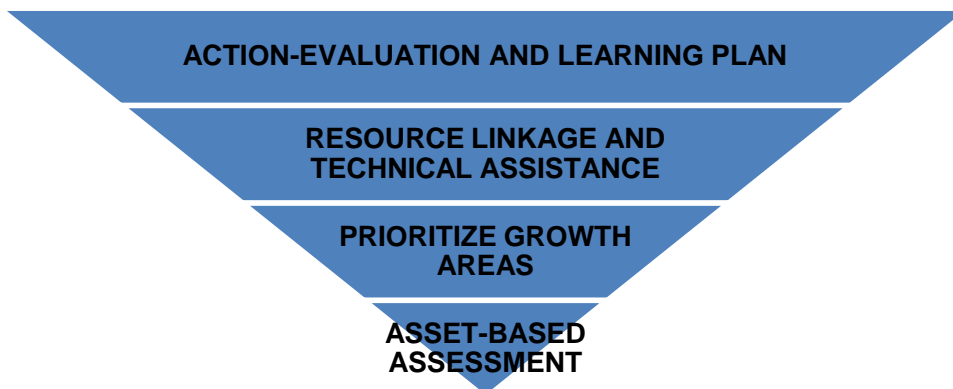 ACTION-EVALUATION AND LEARNING PLAN
RESOURCE LINKAGE AND
TECHNICAL ASSISTANCE
PRIORITIZE GROWTH
AREAS
ASSET-BASED
ASSESSMENT